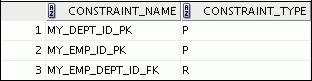 CONSTRAINT_NAME CONSTRAINT_TYPE
1 MY_DEPT_ID_PK P
2 MY_EMP_ID_PK P
3 MY_EMP_DEPT_ID_FK R